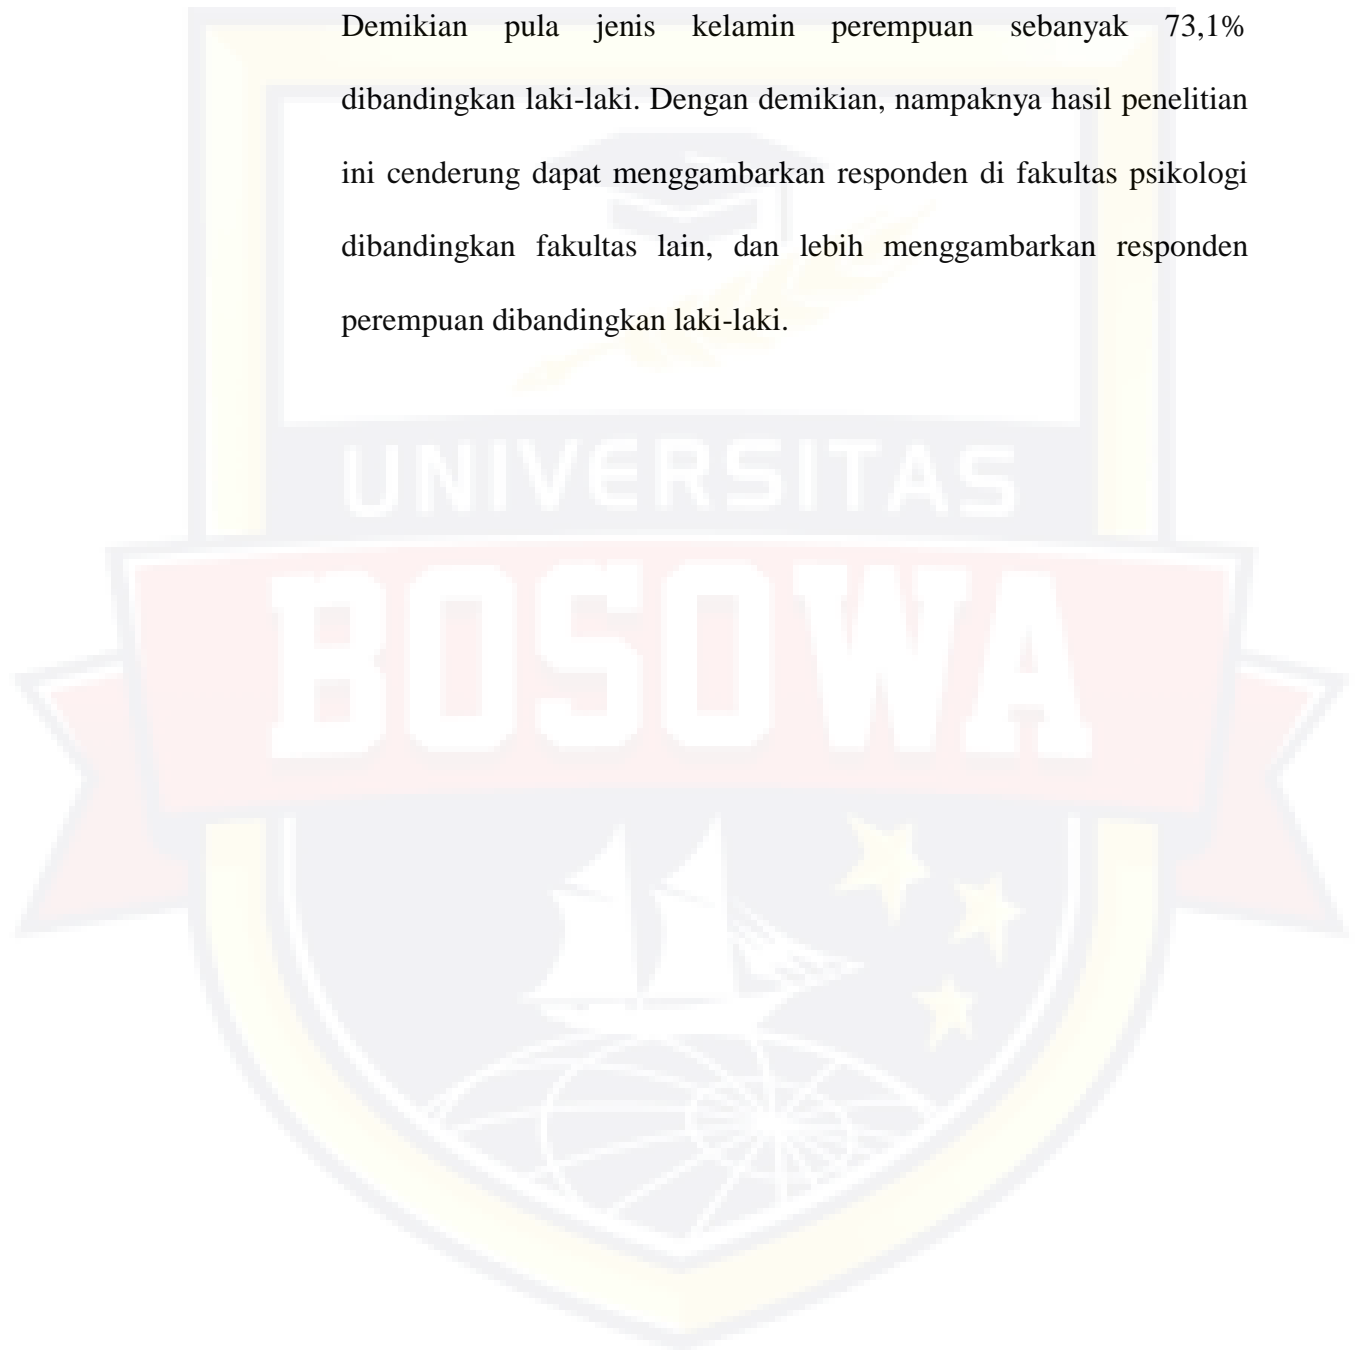 Demikian pula jenis kelamin perempuan sebanyak 73,1%
dibandingkan laki-laki. Dengan demikian, nampaknya hasil penelitian
ini cenderung dapat menggambarkan responden di fakultas psikologi
dibandingkan fakultas lain, dan lebih menggambarkan responden
perempuan dibandingkan laki-laki.
UNIVERSITAS
BOSOWA